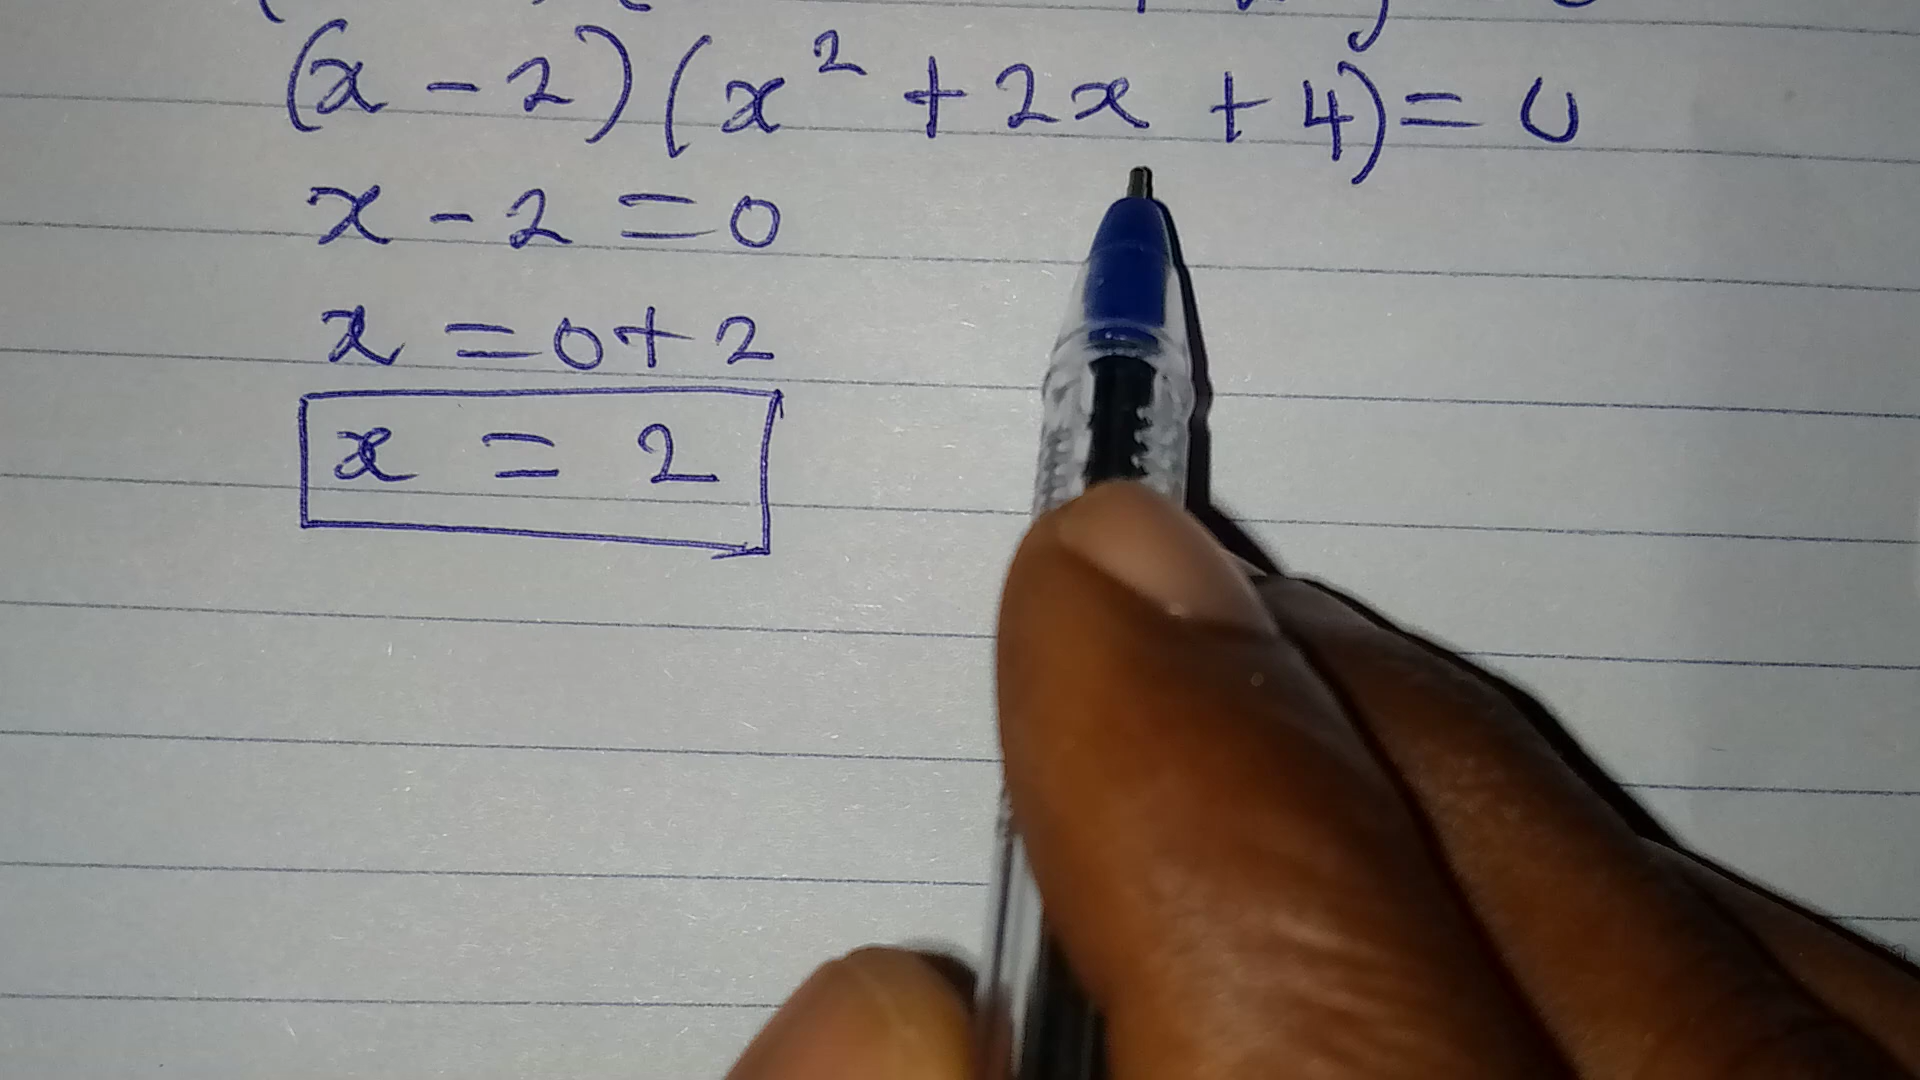 (x - 2)(x² + 2x + 4) = 0
x - 2 = 0
x = 0 + 2
x = 2